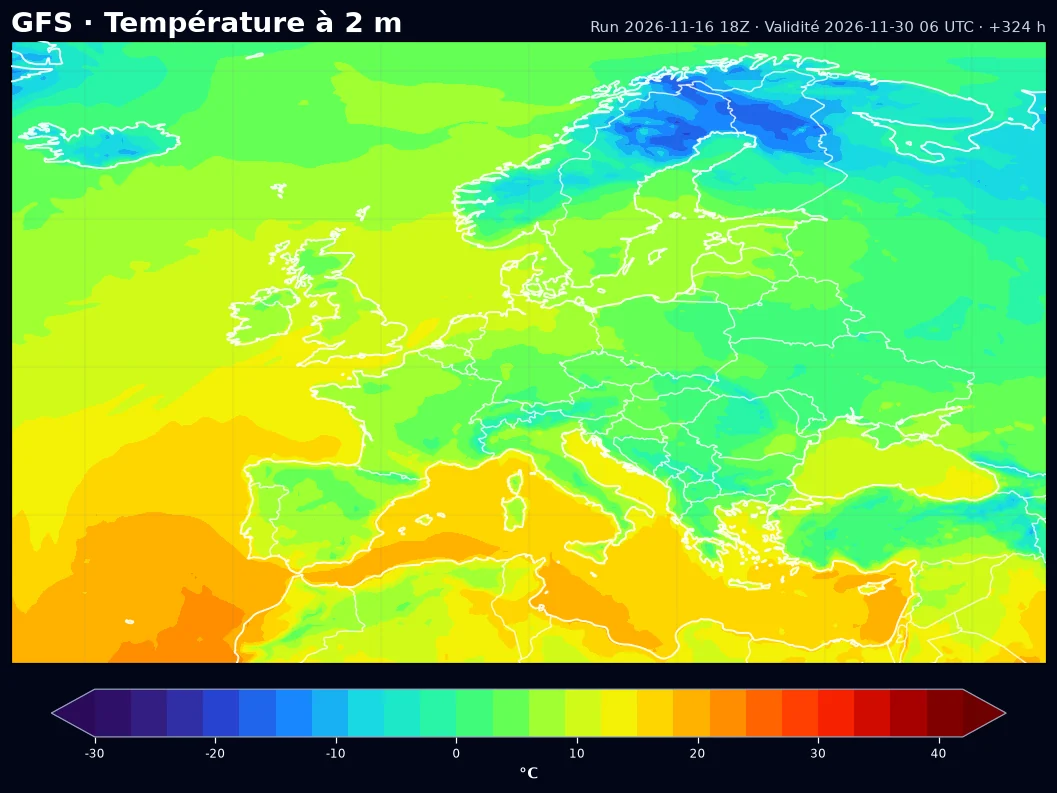 GFS · Température à 2 m
Run 2026-11-16 18Z · Validité 2026-11-30 06 UTC · +324 h
-30 -20 -10 0 10 20 30 40
°C